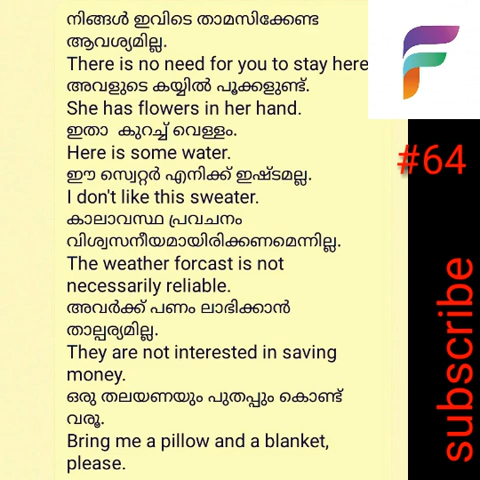 നിങ്ങൾ ഇവിടെ താമസിക്കേണ്ട
ആവശ്യമില്ല.
There is no need for you to stay here
അവളുടെ കയ്യിൽ പൂക്കളുണ്ട്.
She has flowers in her hand.
ഇതാ കുറച്ച് വെള്ളം.
Here is some water.
ഈ സ്വെറ്റർ എനിക്ക് ഇഷ്ടമല്ല.
I don't like this sweater.
കാലാവസ്ഥ പ്രവചനം
വിശ്വസനീയമായിരിക്കണമെന്നില്ല.
The weather forcast is not
necessarily reliable.
അവർക്ക് പണം ലാഭിക്കാൻ
താല്പര്യമില്ല.
They are not interested in saving
money.
ഒരു തലയണയും പുതപ്പും കൊണ്ട്
വരൂ.
Bring me a pillow and a blanket,
please.
F
#64
subscribe